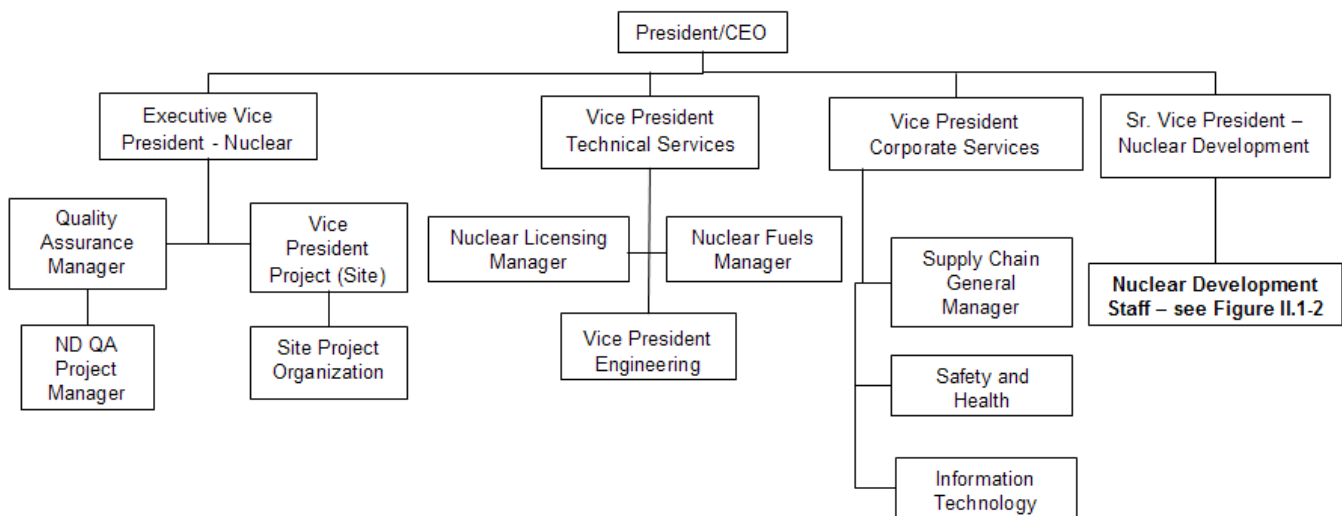 President/CEO
Executive Vice
President - Nuclear
Vice President
Technical Services
Vice President
Corporate Services
Sr. Vice President –
Nuclear Development
Quality
Assurance
Manager
Vice
President
Project (Site)
Nuclear Licensing
Manager
Nuclear Fuels
Manager
Supply Chain
General
Manager
Nuclear Development
Staff – see Figure II.1-2
ND QA
Project
Manager
Site Project
Organization
Vice President
Engineering
Safety and
Health
Information
Technology